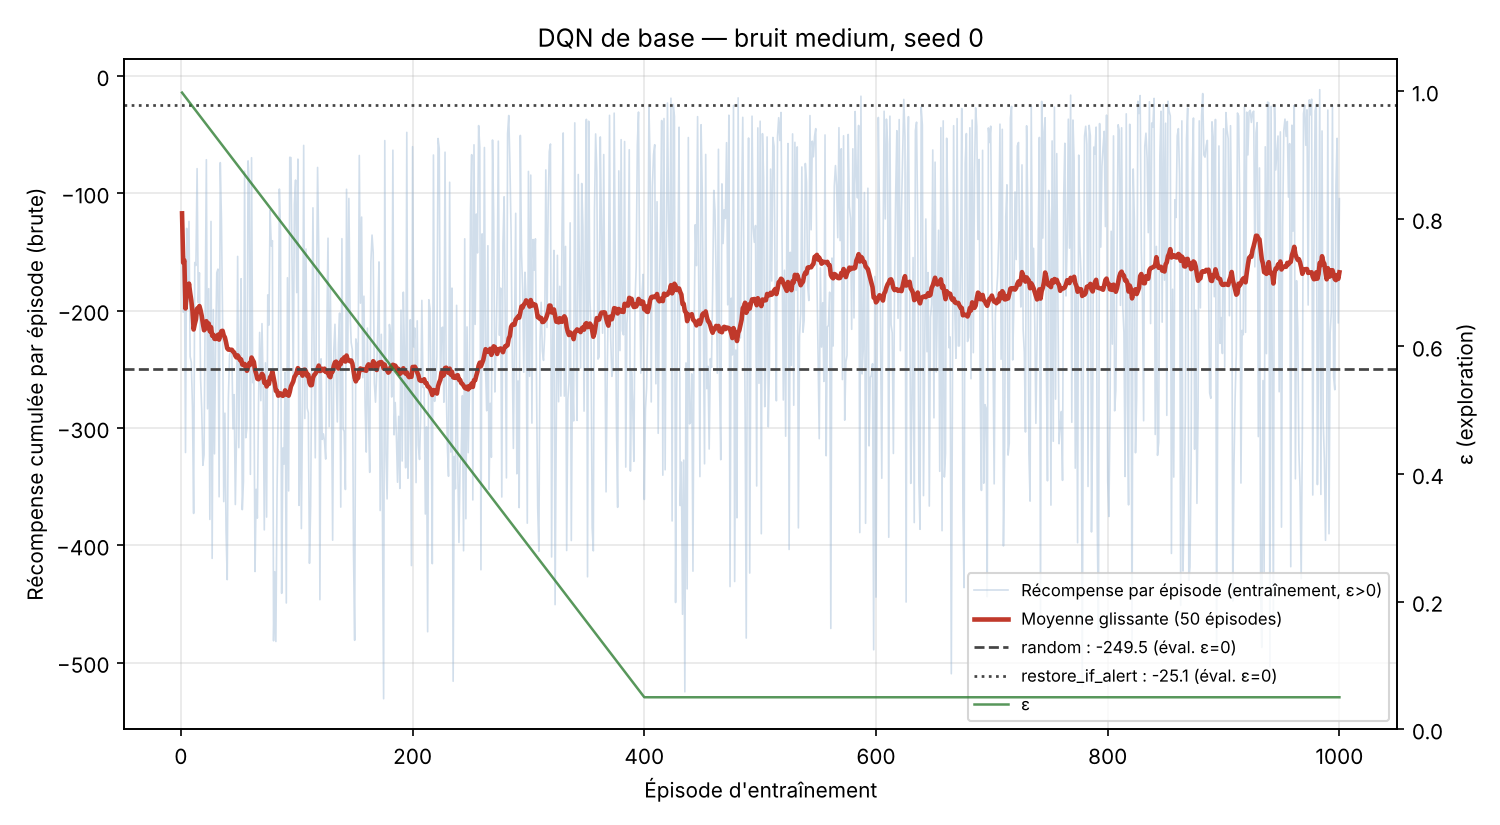 DQN de base — bruit medium, seed 0
Récompense cumulée par épisode (brute)
0
−100
−200
−300
−400
−500
1.0
0.8
0.6
0.4
0.2
0.0
ε (exploration)
Récompense par épisode (entraînement, ε>0)
Moyenne glissante (50 épisodes)
random : -249.5 (éval. ε=0)
restore_if_alert : -25.1 (éval. ε=0)
ε
0 200 400 600 800 1000
Épisode d'entraînement